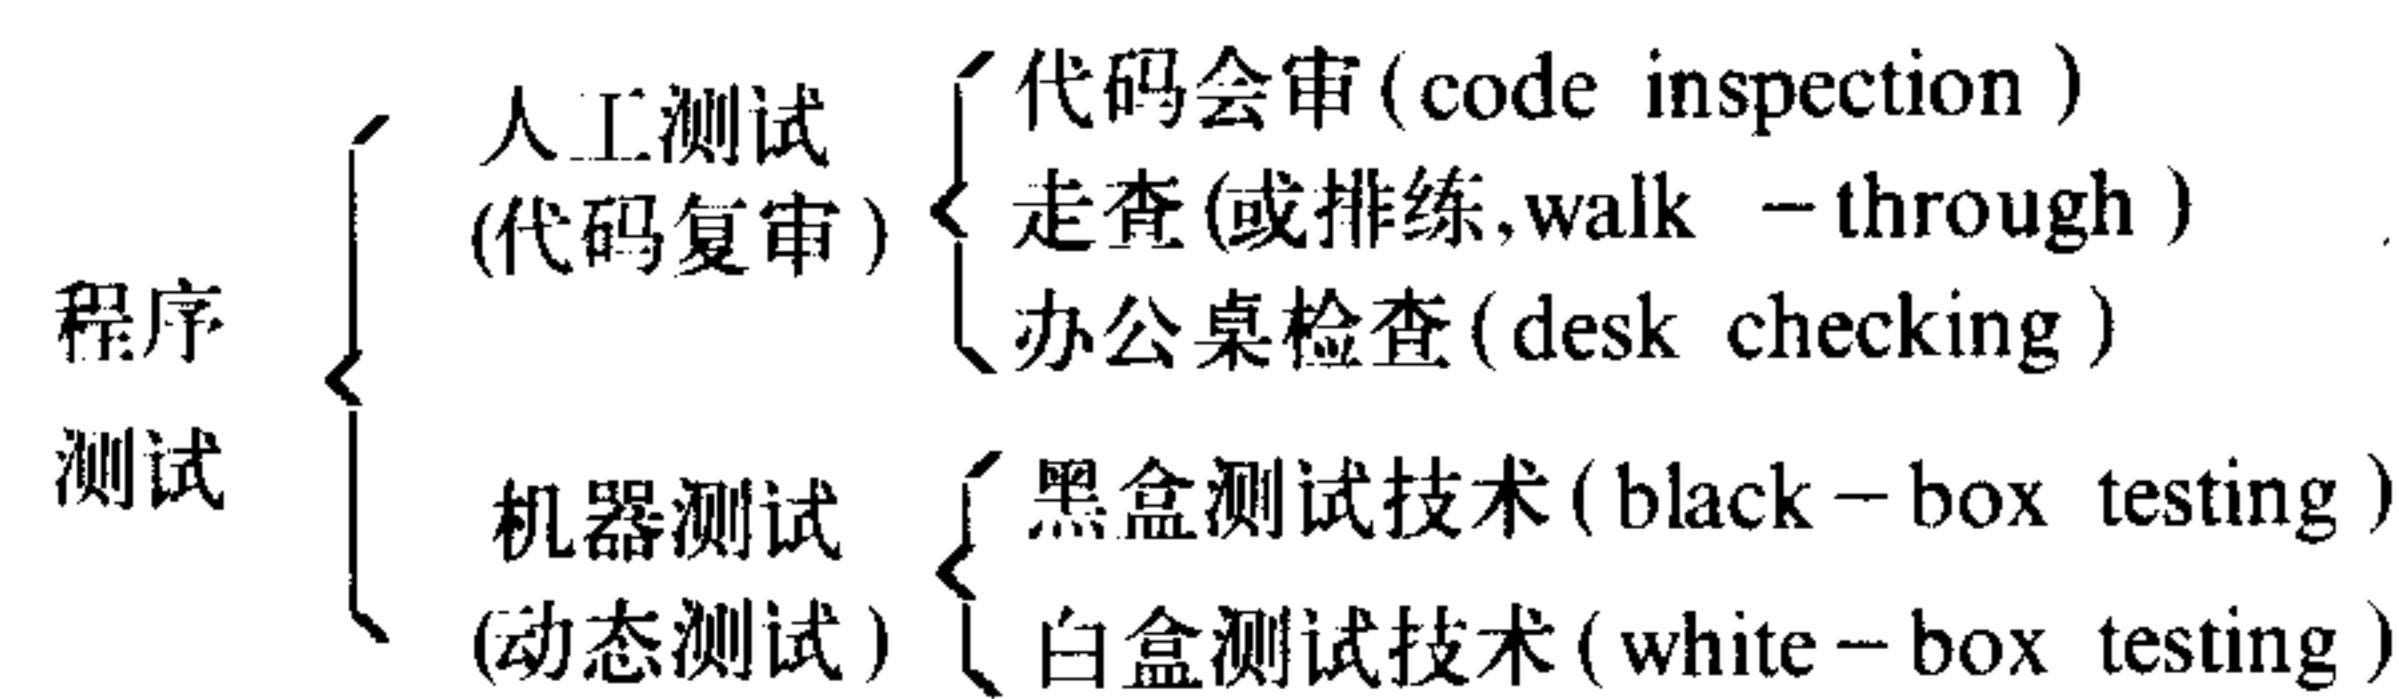 程序
测试
人工测试
(代码复审)
代码会审(code inspection)
走查(或排练,walk -through)
办公桌检查(desk checking)
机器测试
(动态测试)
黑盒测试技术(black-box testing)
白盒测试技术(white-box testing)